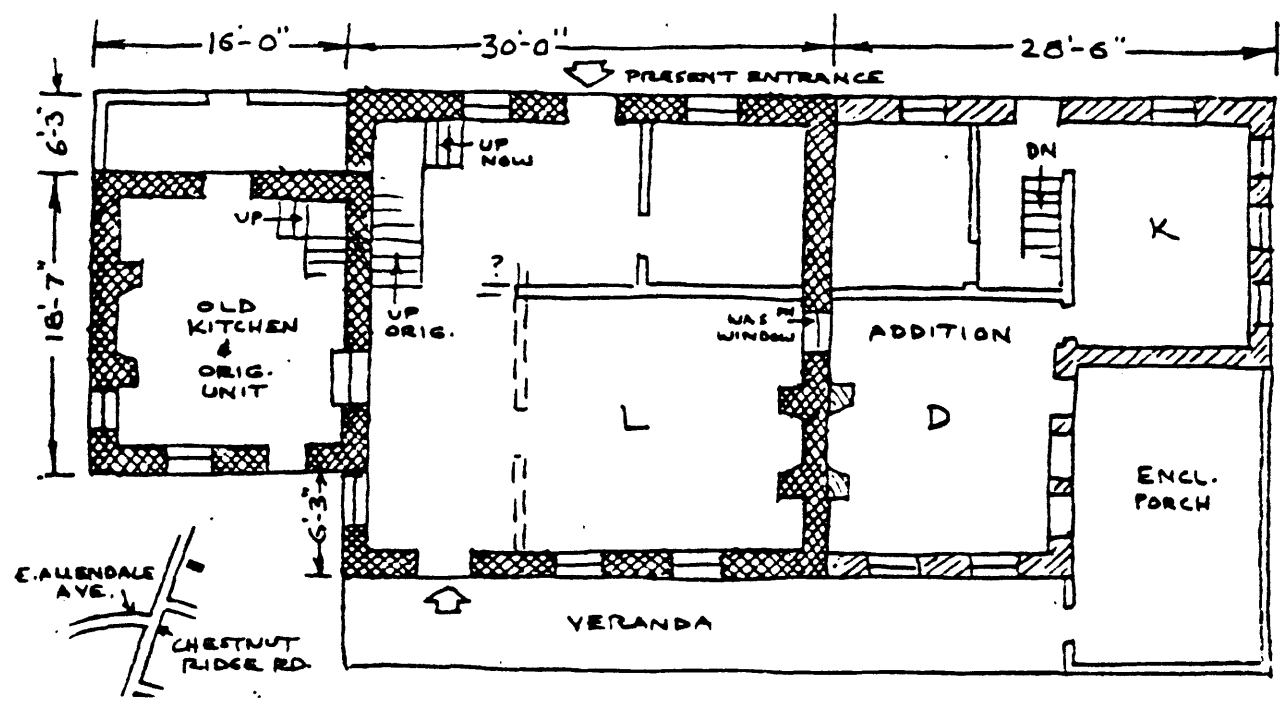 16'-0"
30'-0"
28'-6"
PRESENT ENTRANCE
6'-3"
UP
NOW
DN
UP
K
?
18'-7"
OLD
KITCHEN
&
ORIG.
UNIT
UP
ORIG.
WAS
WINDOW
ADDITION
L
D
ENCL.
PORCH
6'-3"
E. ALLENDALE
AVE.
VERANDA
CHESTNUT
RIDGE RD.